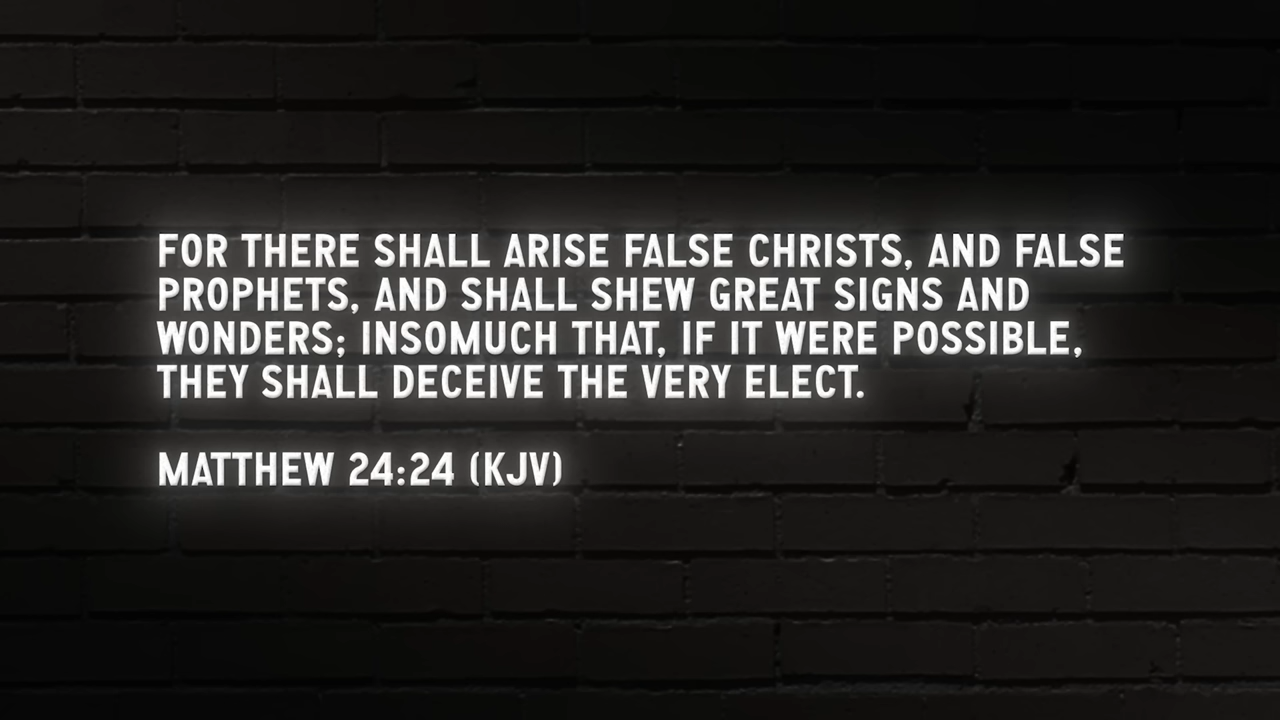 FOR THERE SHALL ARISE FALSE CHRISTS, AND FALSE
PROPHETS, AND SHALL SHEW GREAT SIGNS AND
WONDERS; INSOMUCH THAT, IF IT WERE POSSIBLE,
THEY SHALL DECEIVE THE VERY ELECT.
MATTHEW 24:24 (KJV)